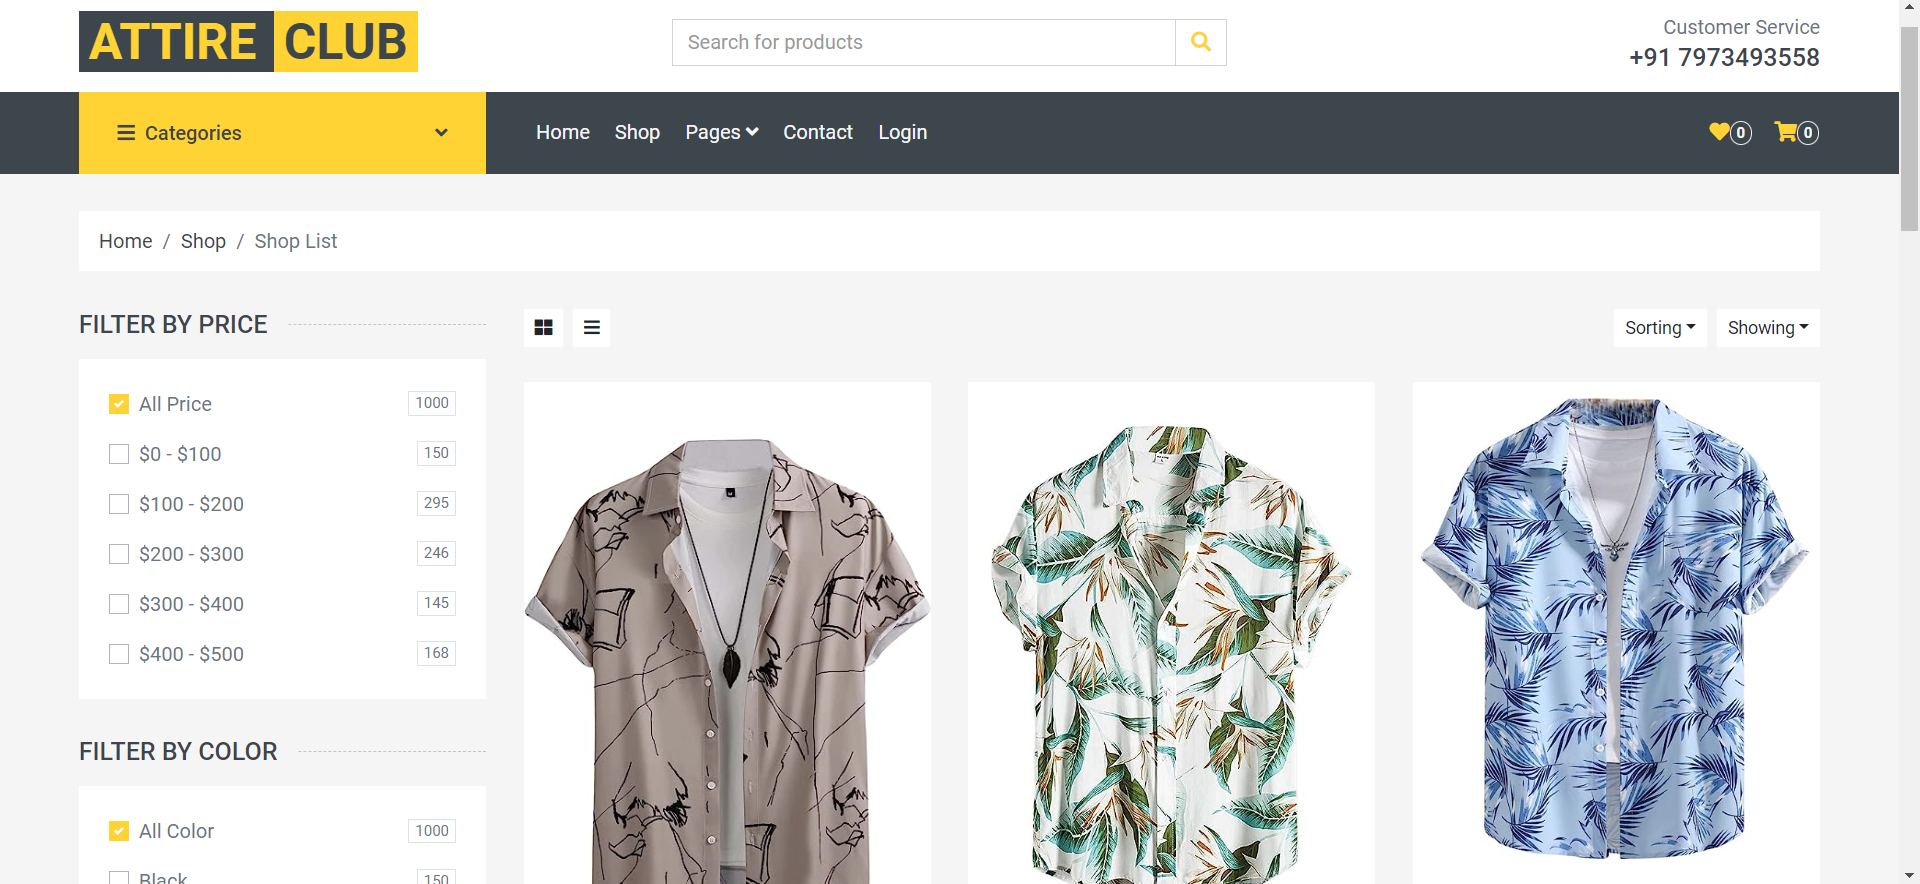 ATTIRE CLUB
Search for products
Customer Service
+91 7973493558
Categories
Home Shop Pages Contact Login
0 0
Home / Shop / Shop List
FILTER BY PRICE
Sorting Showing
All Price 1000
$0 - $100 150
$100 - $200 295
$200 - $300 246
$300 - $400 145
$400 - $500 168
FILTER BY COLOR
All Color 1000
Black 150